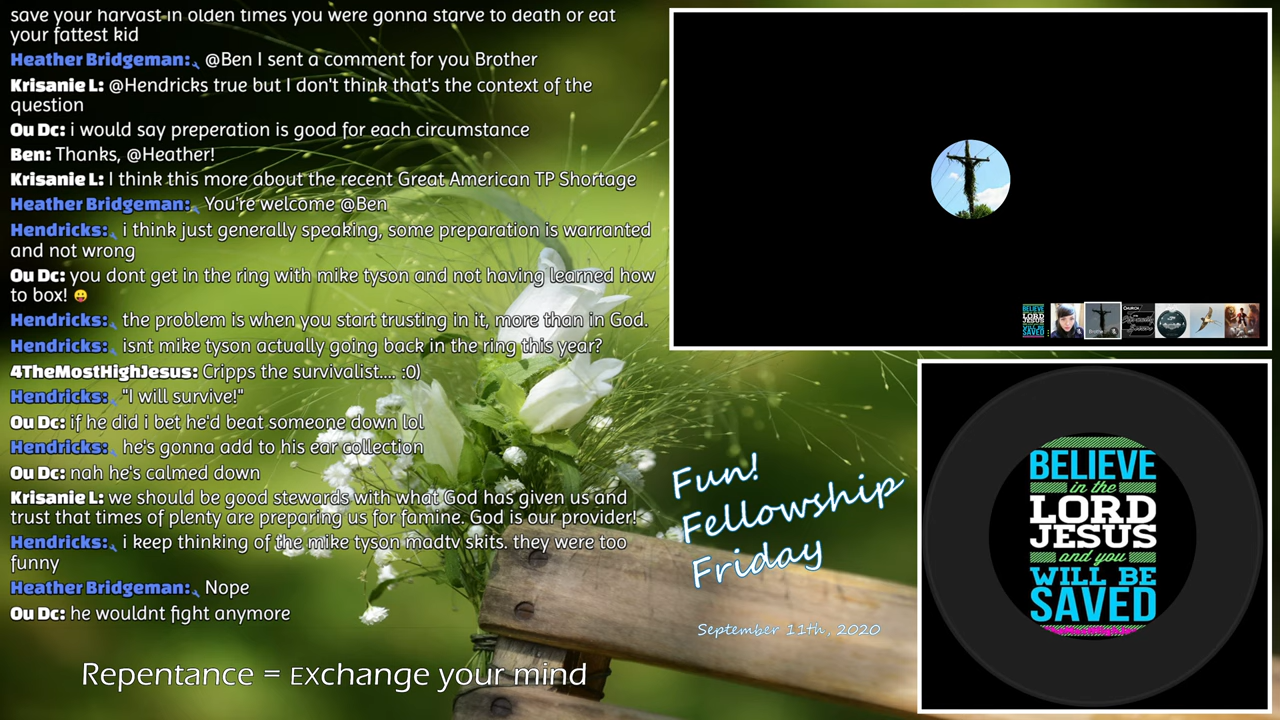 save your harvast in olden times you were gonna starve to death or eat
your fattest kid
Heather Bridgeman: @Ben I sent a comment for you Brother
Krisanie L: @Hendricks true but I don't think that's the context of the
question
Ou Dc: i would say preperation is good for each circumstance
Ben: Thanks, @Heather!
Krisanie L: I think this more about the recent Great American TP Shortage
Heather Bridgeman: You're welcome @Ben
Hendricks: i think just generally speaking, some preparation is warranted
and not wrong
Ou Dc: you dont get in the ring with mike tyson and not having learned how
to box! 😛
Hendricks: the problem is when you start trusting in it, more than in God.
Hendricks: isnt mike tyson actually going back in the ring this year?
4TheMostHighJesus: Cripps the survivalist.... :0)
Hendricks: "I will survive!"
Ou Dc: if he did i bet he'd beat someone down lol
Hendricks: he's gonna add to his ear collection
Ou Dc: nah he's calmed down
Krisanie L: we should be good stewards with what God has given us and
trust that times of plenty are preparing us for famine. God is our provider!
Hendricks: i keep thinking of the mike tyson madtv skits. they were too
funny
Heather Bridgeman: Nope
Ou Dc: he wouldnt fight anymore
Repentance = EXchange your mind
Fun!
Fellowship
Friday
September 11th, 2020
BELIEVE
in the
LORD
JESUS
and you
WILL BE
SAVED
BELIEVE
LORD
JESUS
SAVED